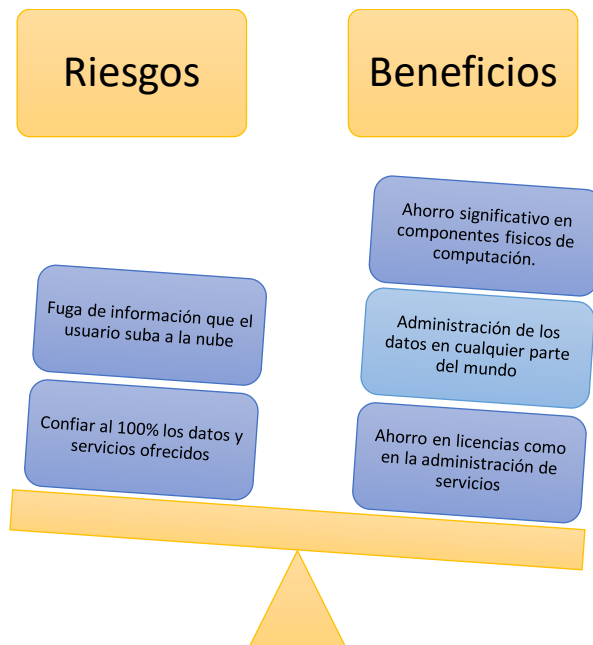 Riesgos
Beneficios
Fuga de información que el
usuario suba a la nube
Confiar al 100% los datos y
servicios ofrecidos
Ahorro significativo en
componentes fisicos de
computación.
Administración de los
datos en cualquier parte
del mundo
Ahorro en licencias como
en la administración de
servicios